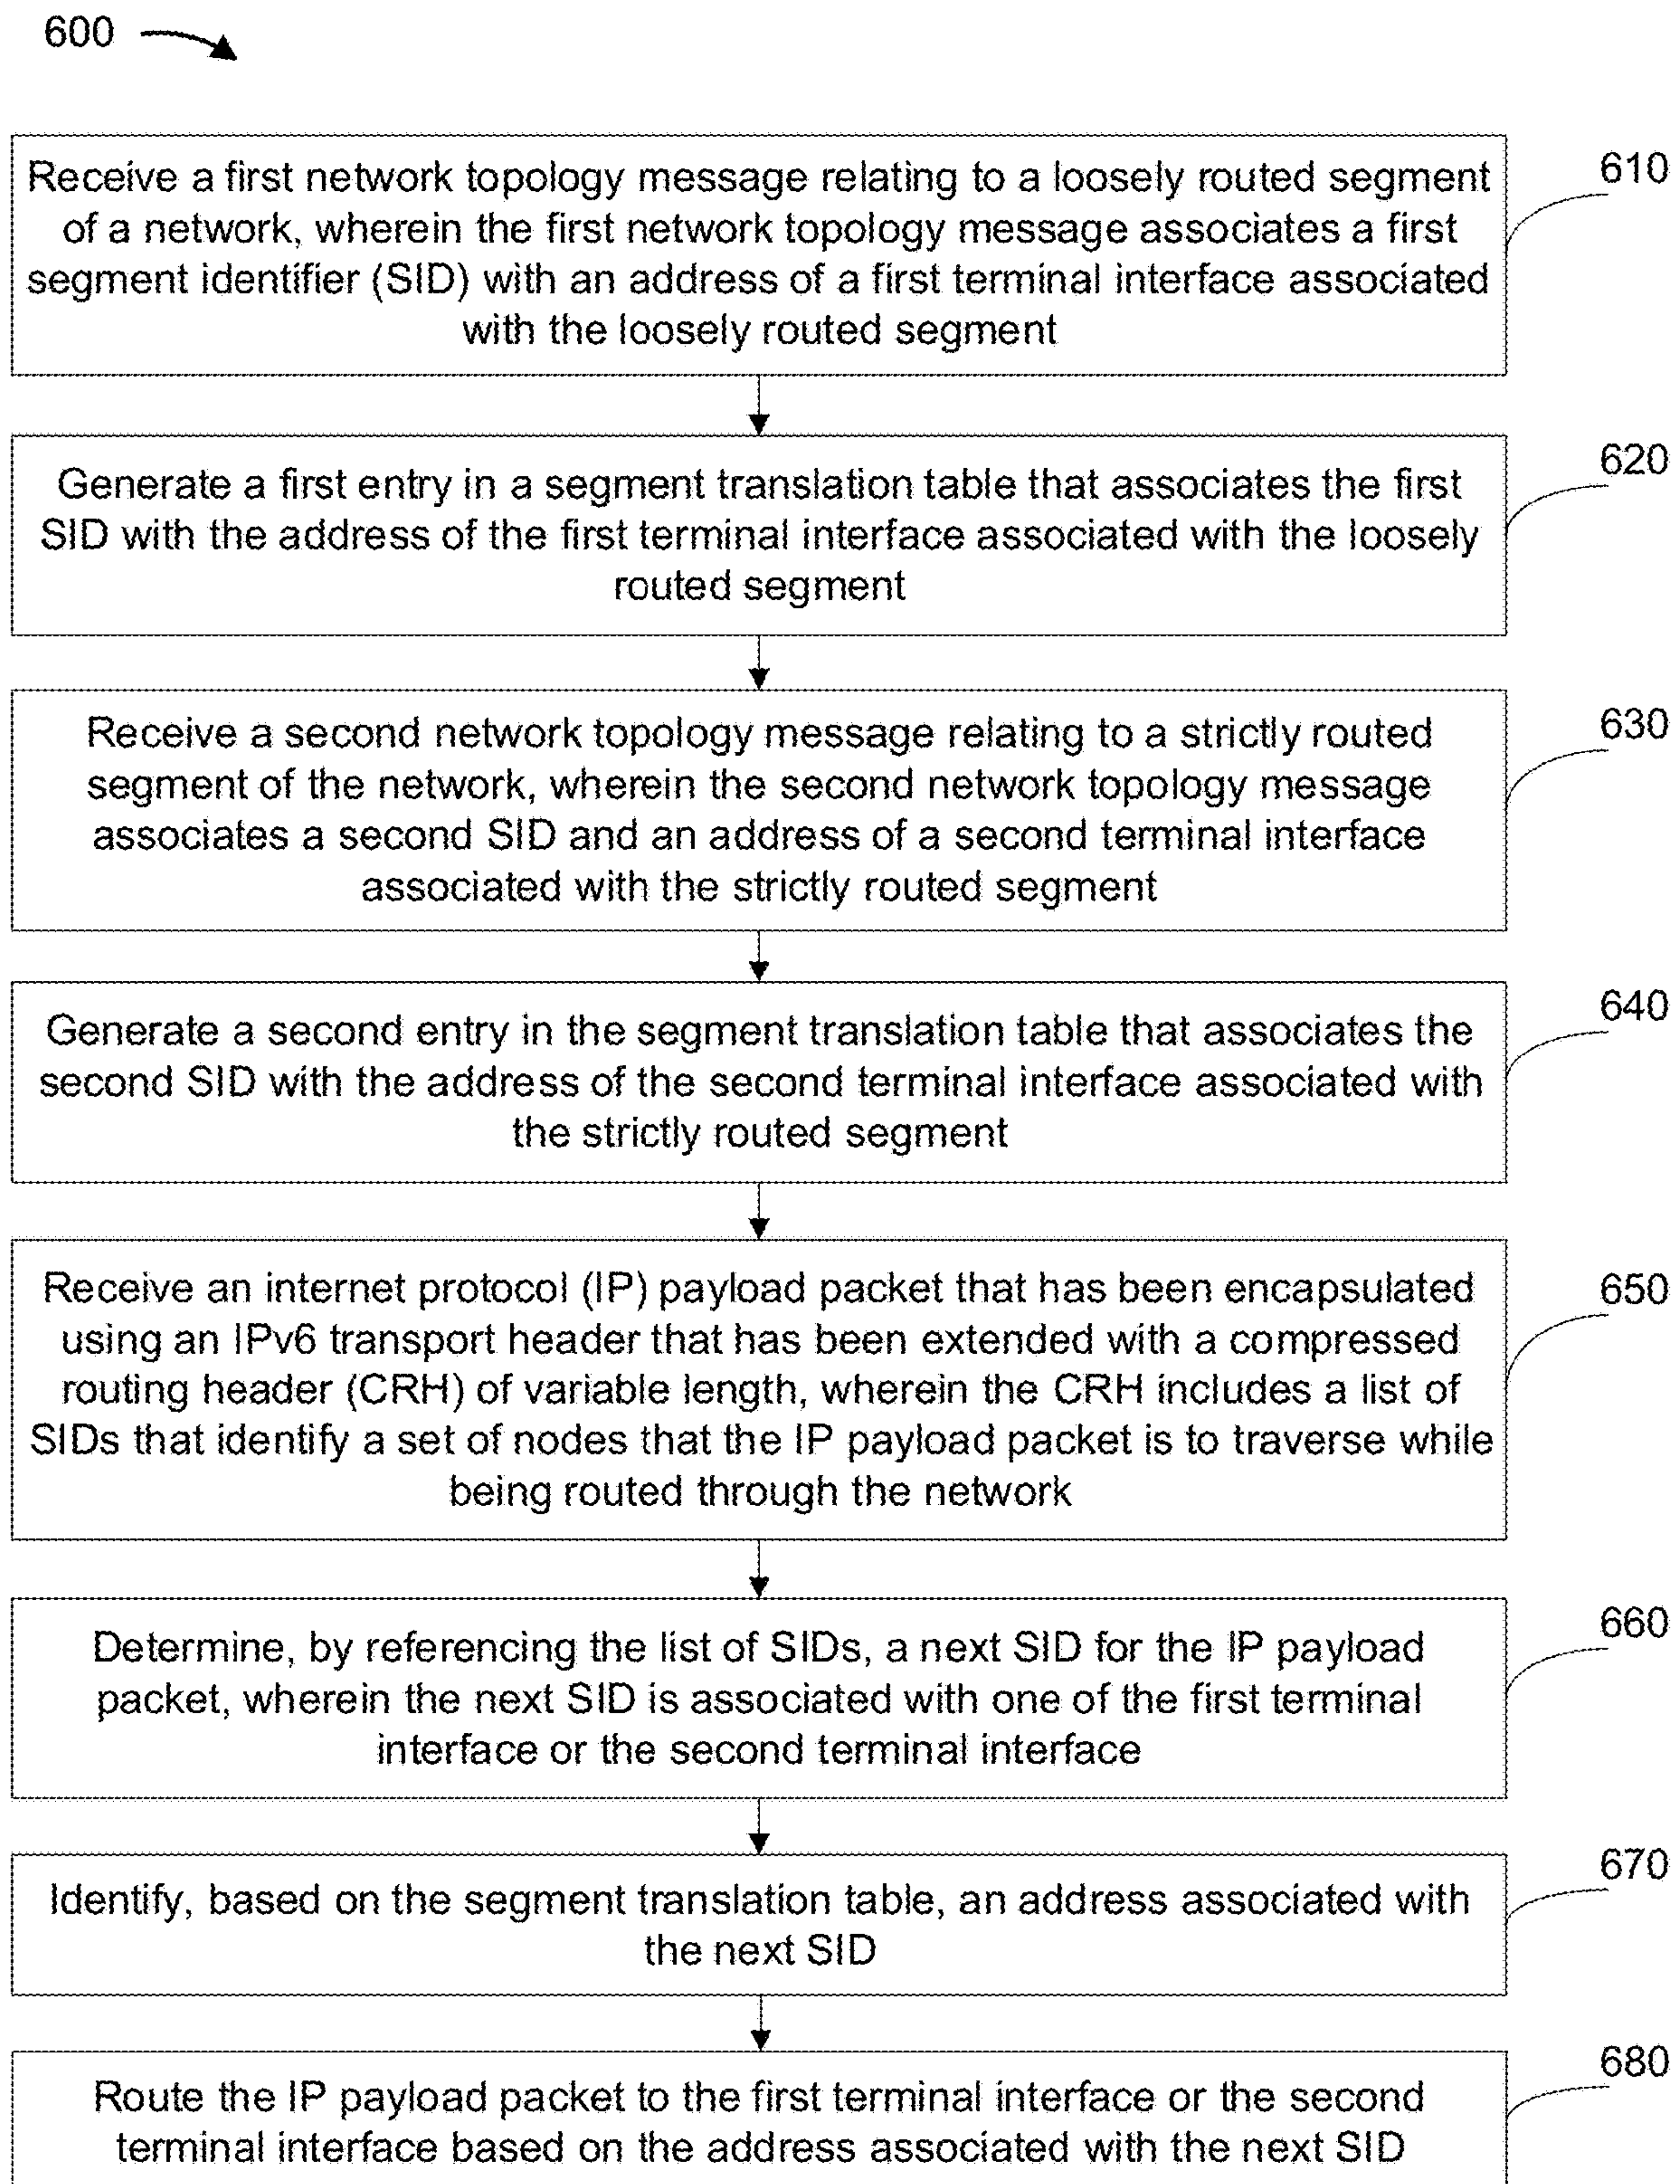 600
Receive a first network topology message relating to a loosely routed segment
of a network, wherein the first network topology message associates a first
segment identifier (SID) with an address of a first terminal interface associated
with the loosely routed segment
610
Generate a first entry in a segment translation table that associates the first
SID with the address of the first terminal interface associated with the loosely
routed segment
620
Receive a second network topology message relating to a strictly routed
segment of the network, wherein the second network topology message
associates a second SID and an address of a second terminal interface
associated with the strictly routed segment
630
Generate a second entry in the segment translation table that associates the
second SID with the address of the second terminal interface associated with
the strictly routed segment
640
Receive an internet protocol (IP) payload packet that has been encapsulated
using an IPv6 transport header that has been extended with a compressed
routing header (CRH) of variable length, wherein the CRH includes a list of
SIDs that identify a set of nodes that the IP payload packet is to traverse while
being routed through the network
650
Determine, by referencing the list of SIDs, a next SID for the IP payload
packet, wherein the next SID is associated with one of the first terminal
interface or the second terminal interface
660
Identify, based on the segment translation table, an address associated with
the next SID
670
Route the IP payload packet to the first terminal interface or the second
terminal interface based on the address associated with the next SID
680